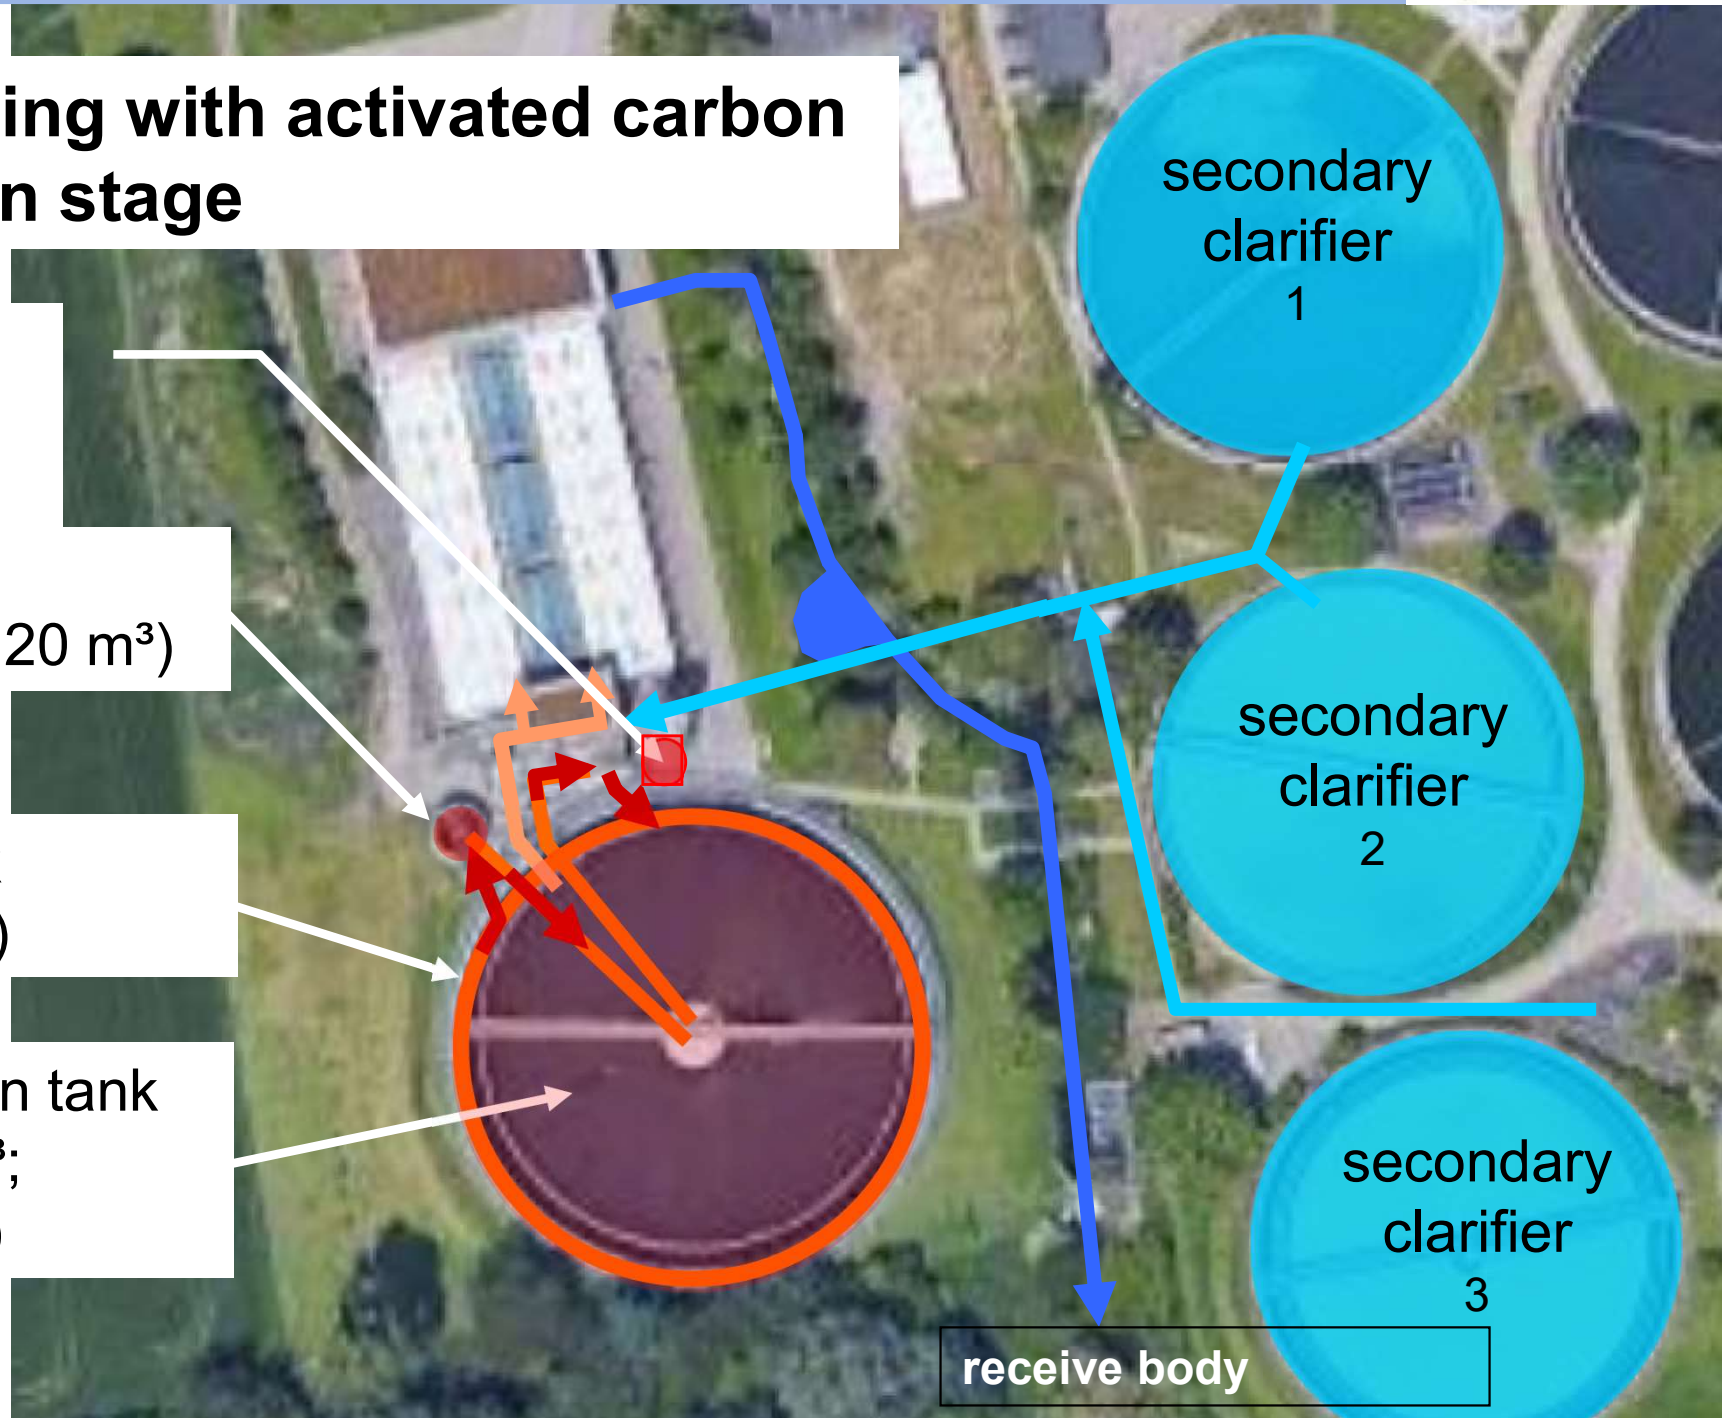 ing with activated carbon
n stage
20 m³)
)
n tank
³;
)
secondary
clarifier
1
secondary
clarifier
2
secondary
clarifier
3
receive body